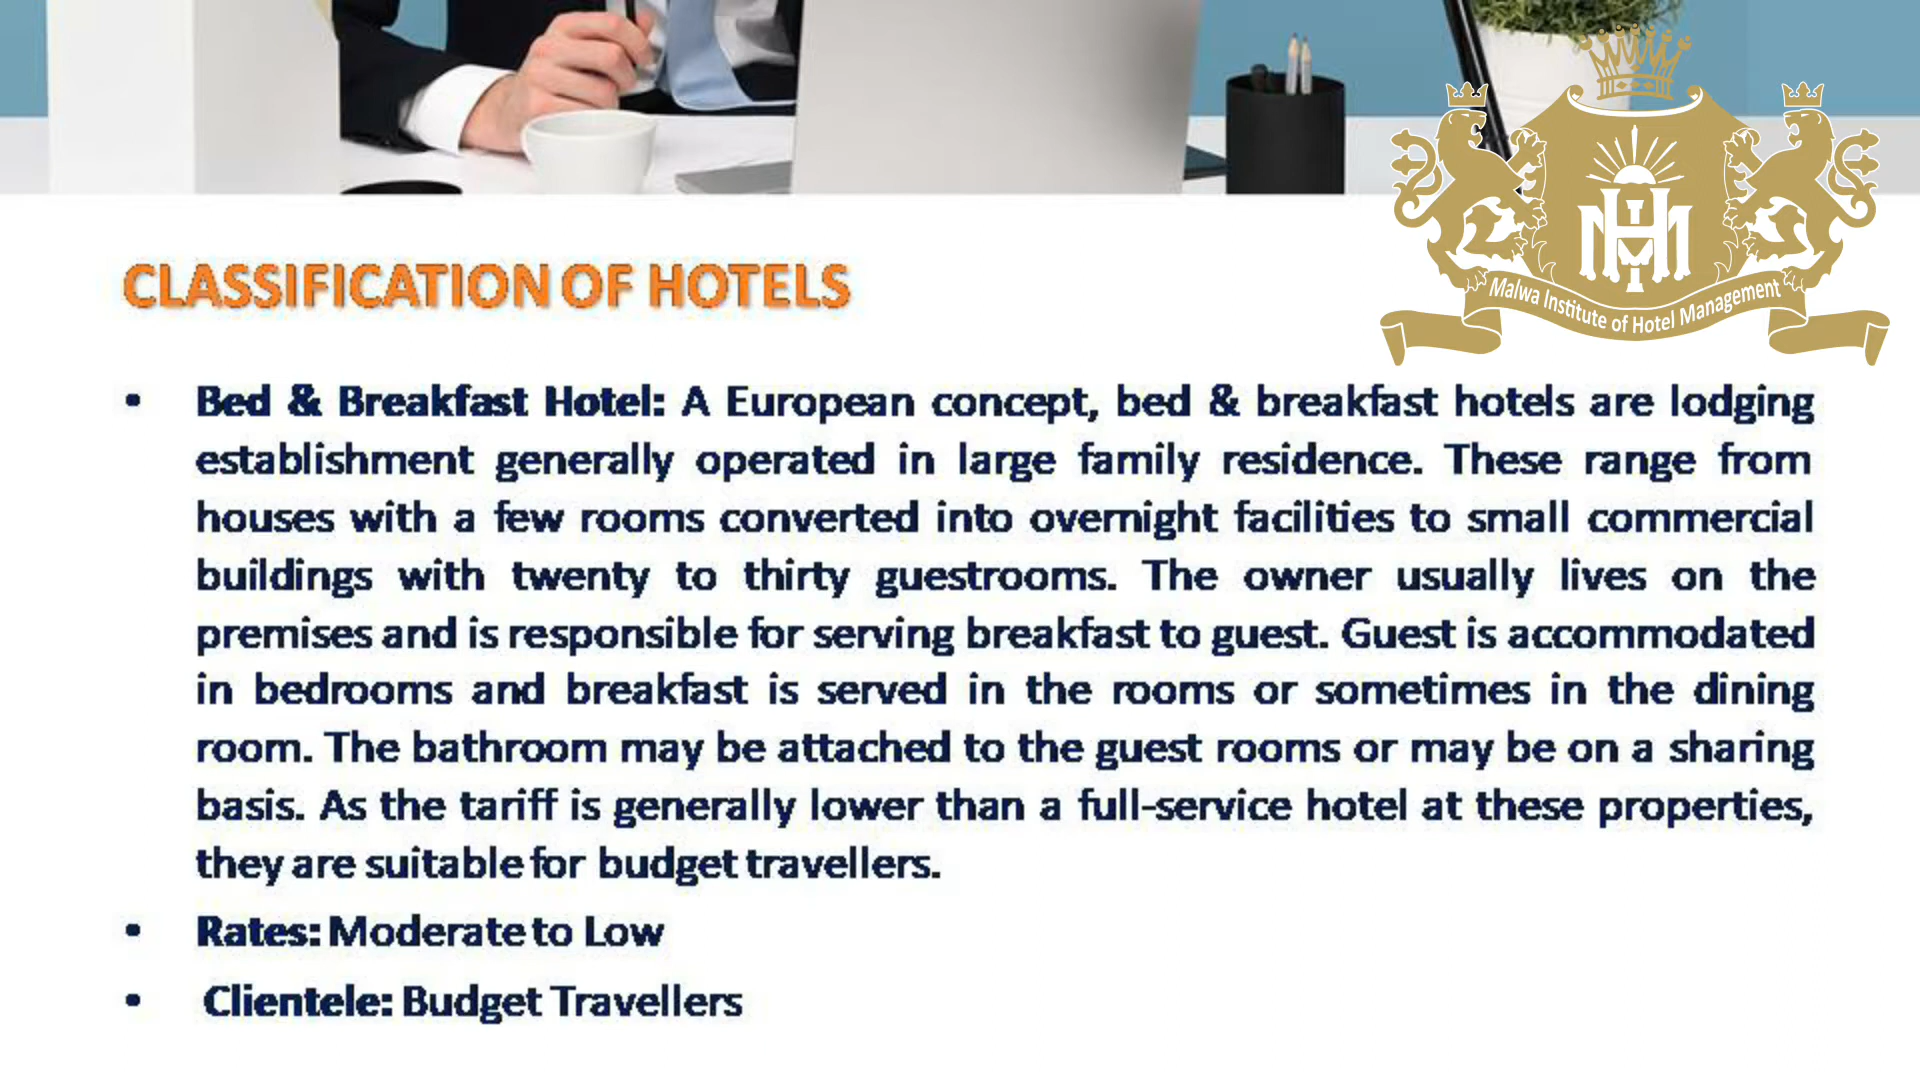 Malwa Institute of Hotel Management
CLASSIFICATION OF HOTELS
• Bed & Breakfast Hotel: A European concept, bed & breakfast hotels are lodging
establishment generally operated in large family residence. These range from
houses with a few rooms converted into overnight facilities to small commercial
buildings with twenty to thirty guestrooms. The owner usually lives on the
premises and is responsible for serving breakfast to guest. Guest is accommodated
in bedrooms and breakfast is served in the rooms or sometimes in the dining
room. The bathroom may be attached to the guest rooms or may be on a sharing
basis. As the tariff is generally lower than a full-service hotel at these properties,
they are suitable for budget travellers.
• Rates: Moderate to Low
• Clientele: Budget Travellers